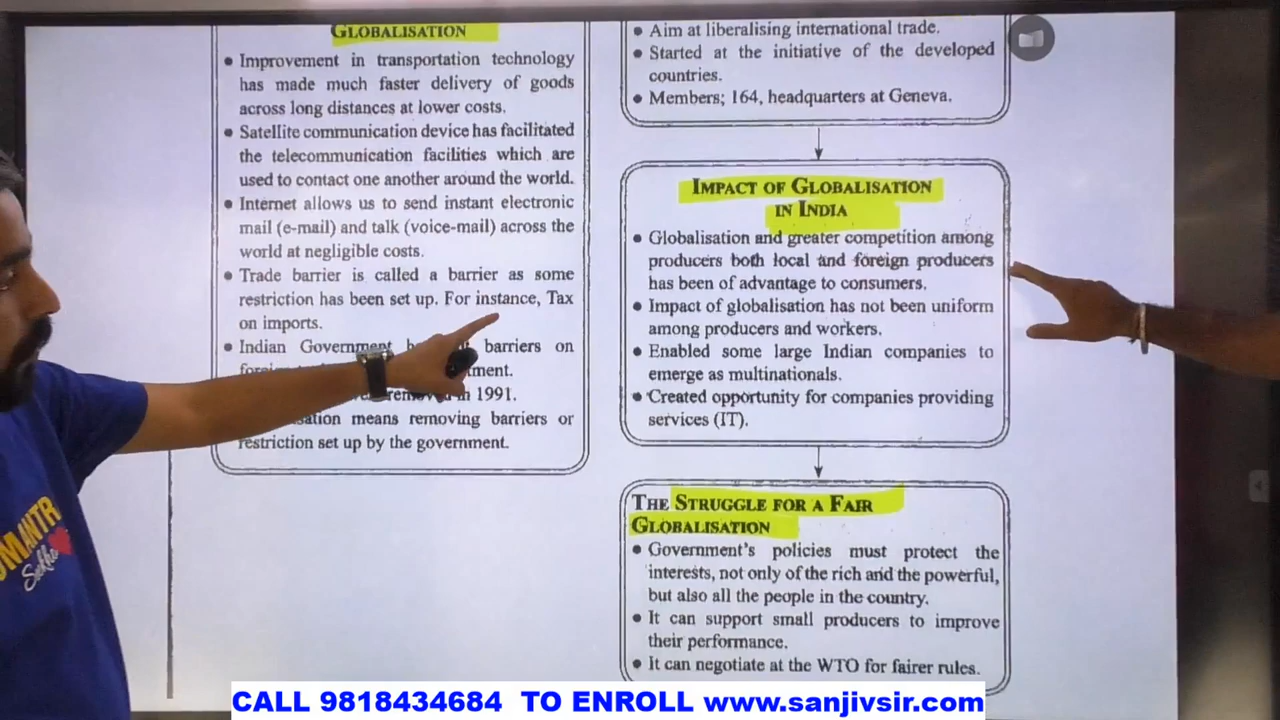 GLOBALISATION
• Improvement in transportation technology
has made much faster delivery of goods
across long distances at lower costs.
• Satellite communication device has facilitated
the telecommunication facilities which are
used to contact one another around the world.
• Internet allows us to send instant electronic
mail (e-mail) and talk (voice-mail) across the
world at negligible costs.
• Trade barrier is called a barrier as some
restriction has been set up. For instance, Tax
on imports.
• Indian Government barriers on
1991.
means removing barriers or
restriction set up by the government.
• Aim at liberalising international trade.
• Started at the initiative of the developed
countries.
• Members; 164, headquarters at Geneva.
IMPACT OF GLOBALISATION
IN INDIA
• Globalisation and greater competition among
producers both local and foreign producers
has been of advantage to consumers.
• Impact of globalisation has not been uniform
among producers and workers.
• Enabled some large Indian companies to
emerge as multinationals.
• Created opportunity for companies providing
services (IT).
THE STRUGGLE FOR A FAIR
GLOBALISATION
• Government's policies must protect the
interests, not only of the rich and the powerful,
but also all the people in the country.
• It can support small producers to improve
their performance.
• It can negotiate at the WTO for fairer rules.
CALL 9818434684 TO ENROLL www.sanjivsir.com